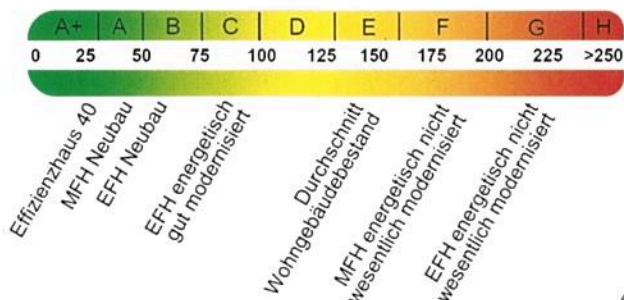 A+ A B C D E F G H
0 25 50 75 100 125 150 175 200 225 >250
Effizienzhaus 40
MFH Neubau
EFH Neubau
EFH energetisch
gut modernisiert
Durchschnitt
Wohngebäudebestand
MFH energetisch nicht
wesentlich modernisiert
EFH energetisch nicht
wesentlich modernisiert